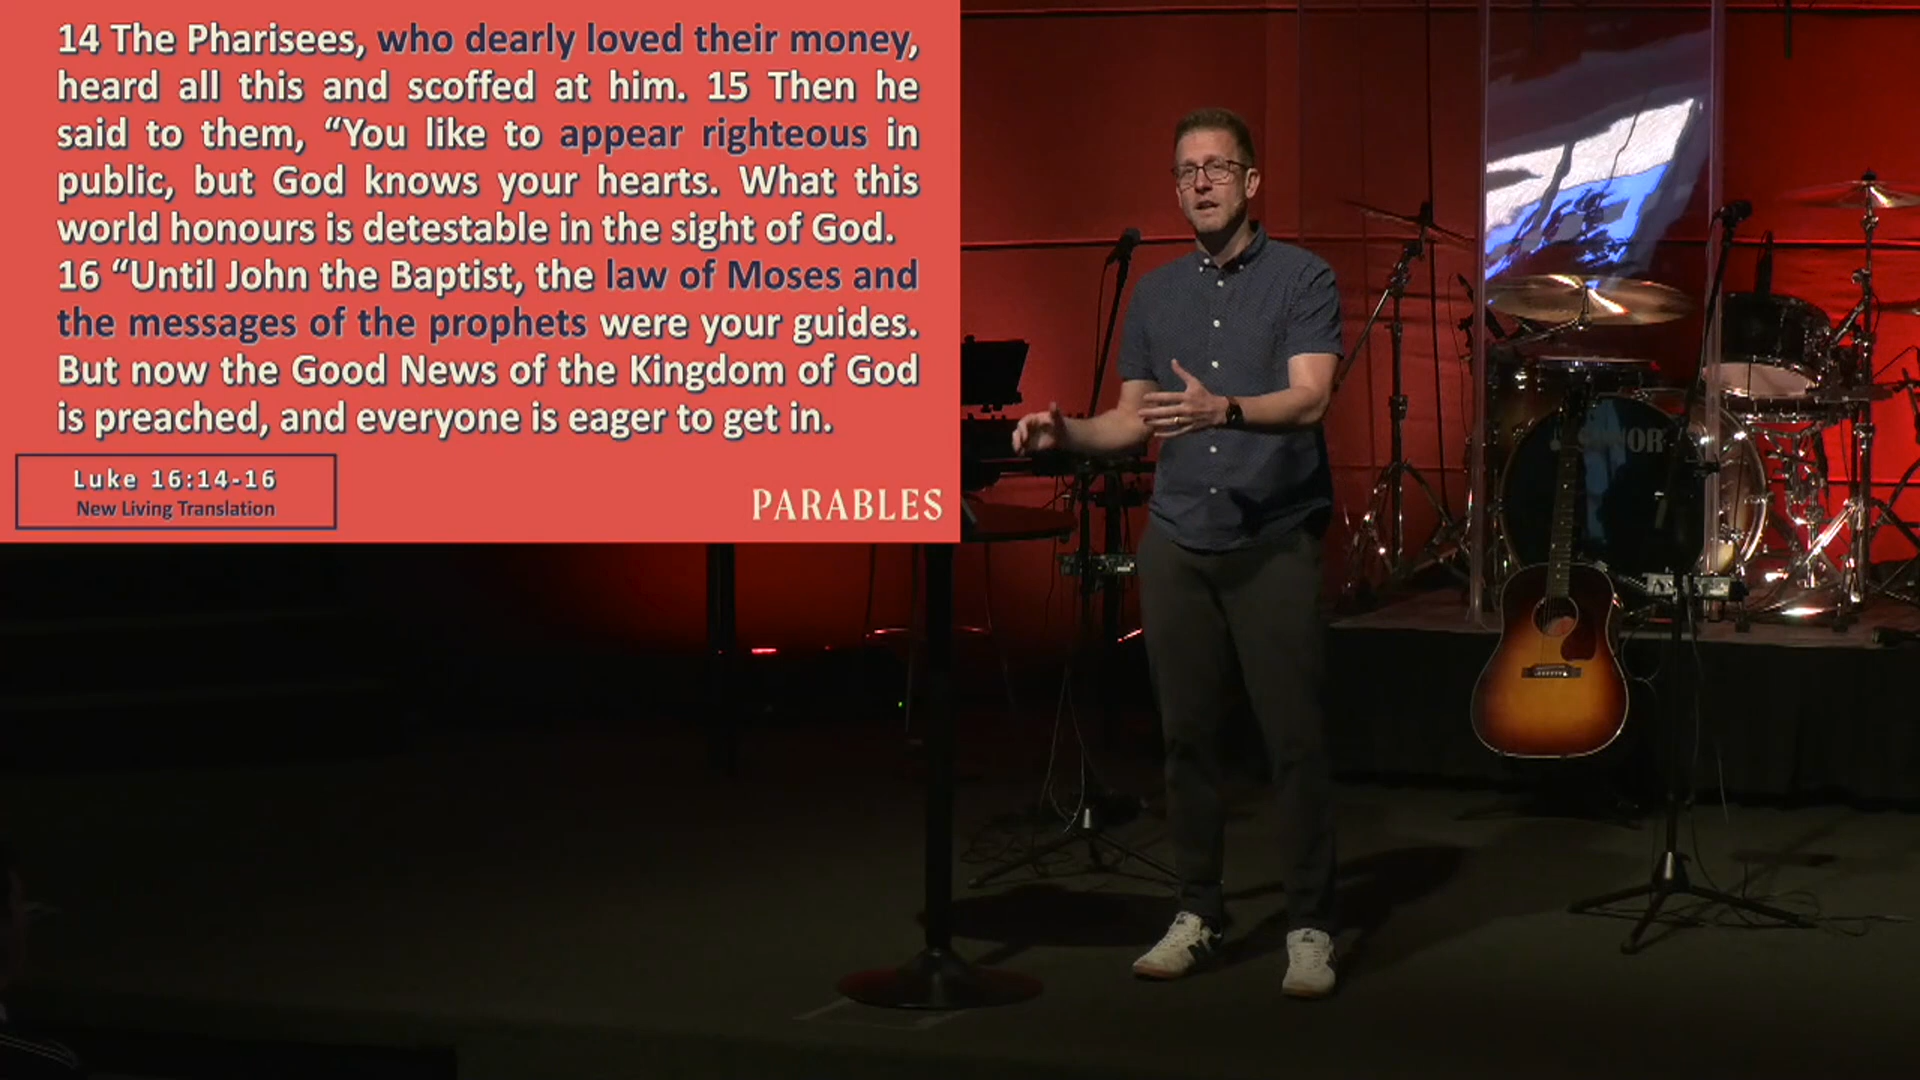 14 The Pharisees, who dearly loved their money,
heard all this and scoffed at him. 15 Then he
said to them, “You like to appear righteous in
public, but God knows your hearts. What this
world honours is detestable in the sight of God.
16 “Until John the Baptist, the law of Moses and
the messages of the prophets were your guides.
But now the Good News of the Kingdom of God
is preached, and everyone is eager to get in.
Luke 16:14-16
New Living Translation
PARABLES
SONOR